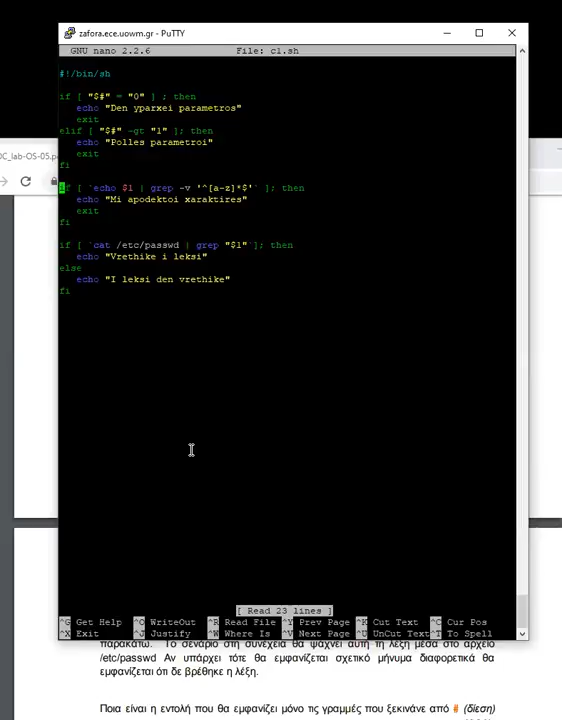 zafora.ece.uowm.gr - PuTTY
GNU nano 2.2.6 File: c1.sh
#!/bin/sh
if [ "$#" = "0" ] ; then
echo "Den yparxei parametros"
exit
elif [ "$#" -gt "1" ]; then
echo "Polles parametroi"
exit
fi
if [ `echo $1 | grep -v '^[a-z]*$'` ]; then
echo "Mi apodektoi xaraktires"
exit
fi
if [ `cat /etc/passwd | grep "$1"`]; then
echo "Vrethike i leksi"
else
echo "I leksi den vrethike"
fi
[ Read 23 lines ]
^G Get Help ^O WriteOut ^R Read File ^Y Prev Page ^K Cut Text ^C Cur Pos
^X Exit ^J Justify ^W Where Is ^V Next Page ^U UnCut Text ^T To Spell
παρακάτω. Το σενάριο στη συνέχεια θα ψάχνει αυτή τη λέξη μέσα στο αρχείο
/etc/passwd Αν υπάρχει τότε θα εμφανίζεται σχετικό μήνυμα διαφορετικά θα
εμφανίζεται ότι δε βρέθηκε η λέξη.
Ποια είναι η εντολή που θα εμφανίζει μόνο τις γραμμές που ξεκινάνε από # (δίεση)